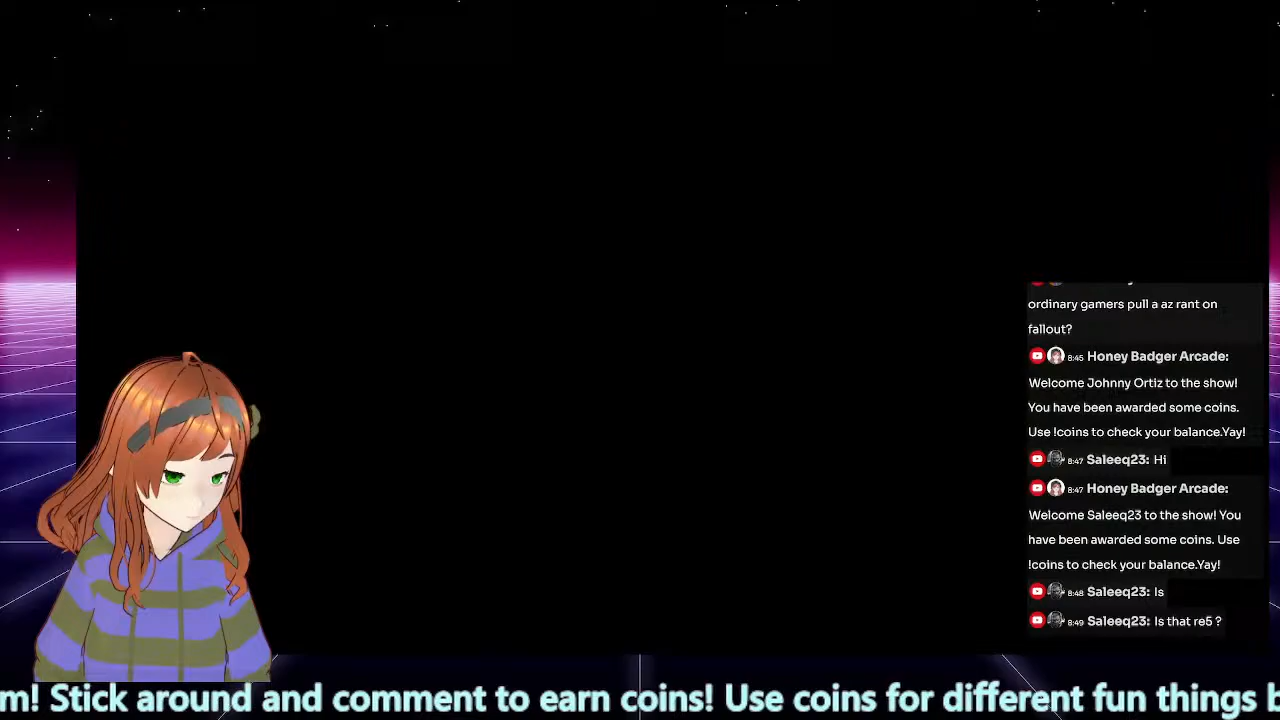 ordinary gamers pull a az rant on
fallout?
8:45 Honey Badger Arcade:
Welcome Johnny Ortiz to the show!
You have been awarded some coins.
Use !coins to check your balance.Yay!
8:47 Saleeq23: Hi
8:47 Honey Badger Arcade:
Welcome Saleeq23 to the show! You
have been awarded some coins. Use
!coins to check your balance.Yay!
8:48 Saleeq23: Is
8:49 Saleeq23: Is that re5 ?
m! Stick around and comment to earn coins! Use coins for different fun things b